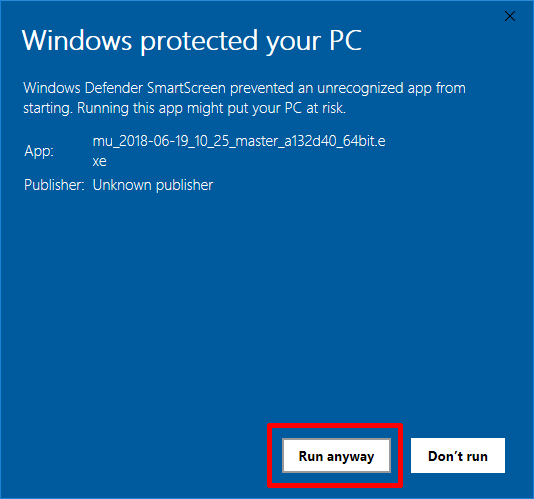 Windows protected your PC
Windows Defender SmartScreen prevented an unrecognized app from
starting. Running this app might put your PC at risk.
App: mu_2018-06-19_10_25_master_a132d40_64bit.e
xe
Publisher: Unknown publisher
Run anyway Don’t run